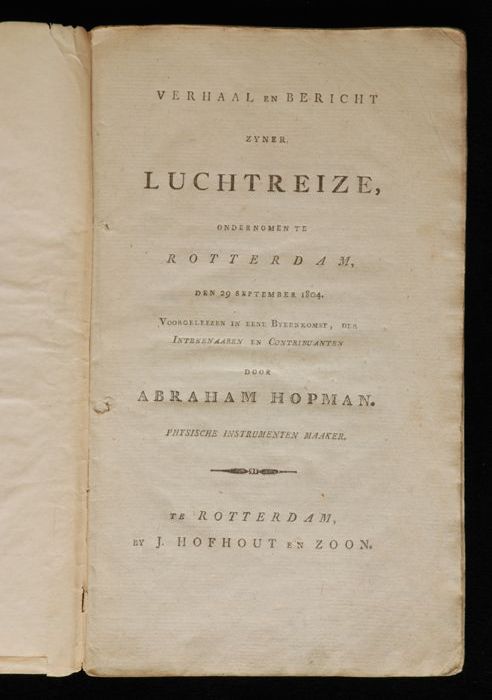 VERHAAL EN BERICHT
ZYNER
LUCHTREIZE,
ONDERNOMEN TE
ROTTERDAM,
DEN 29 SEPTEMBER 1804.
VOORGELEEZEN IN EENE BYEENKOMST, DER
INTEKENAAREN EN CONTRIBUANTEN
DOOR
ABRAHAM HOPMAN.
PHYSISCHE INSTRUMENTEN MAAKER.
TE ROTTERDAM,
BY J. HOFHOUT EN ZOON.